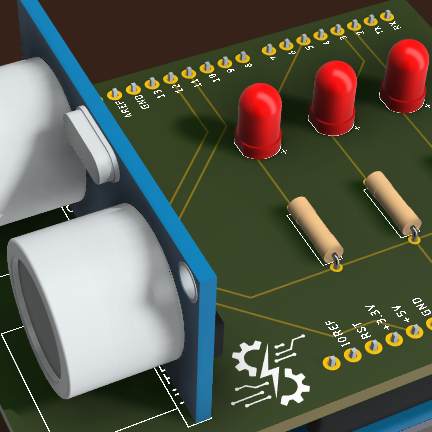 AREF
GND
13
12
11
10
9
8
7
6
5
4
3
2
TX
RX
IOREF
RST
+3.3V
+5V
GND